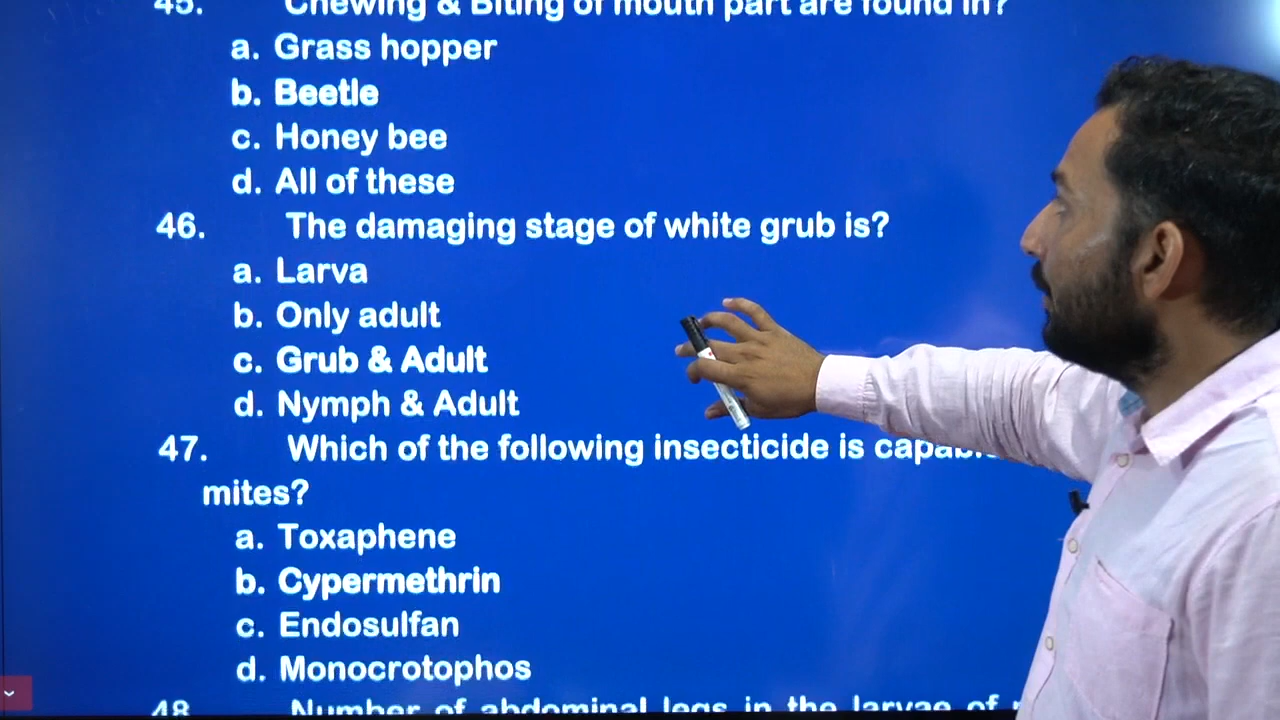 45. Chewing & Biting of mouth part are found in?
a. Grass hopper
b. Beetle
c. Honey bee
d. All of these
46. The damaging stage of white grub is?
a. Larva
b. Only adult
c. Grub & Adult
d. Nymph & Adult
47. Which of the following insecticide is
mites?
a. Toxaphene
b. Cypermethrin
c. Endosulfan
d. Monocrotophos
48. Number of abdominal legs in the larvae of